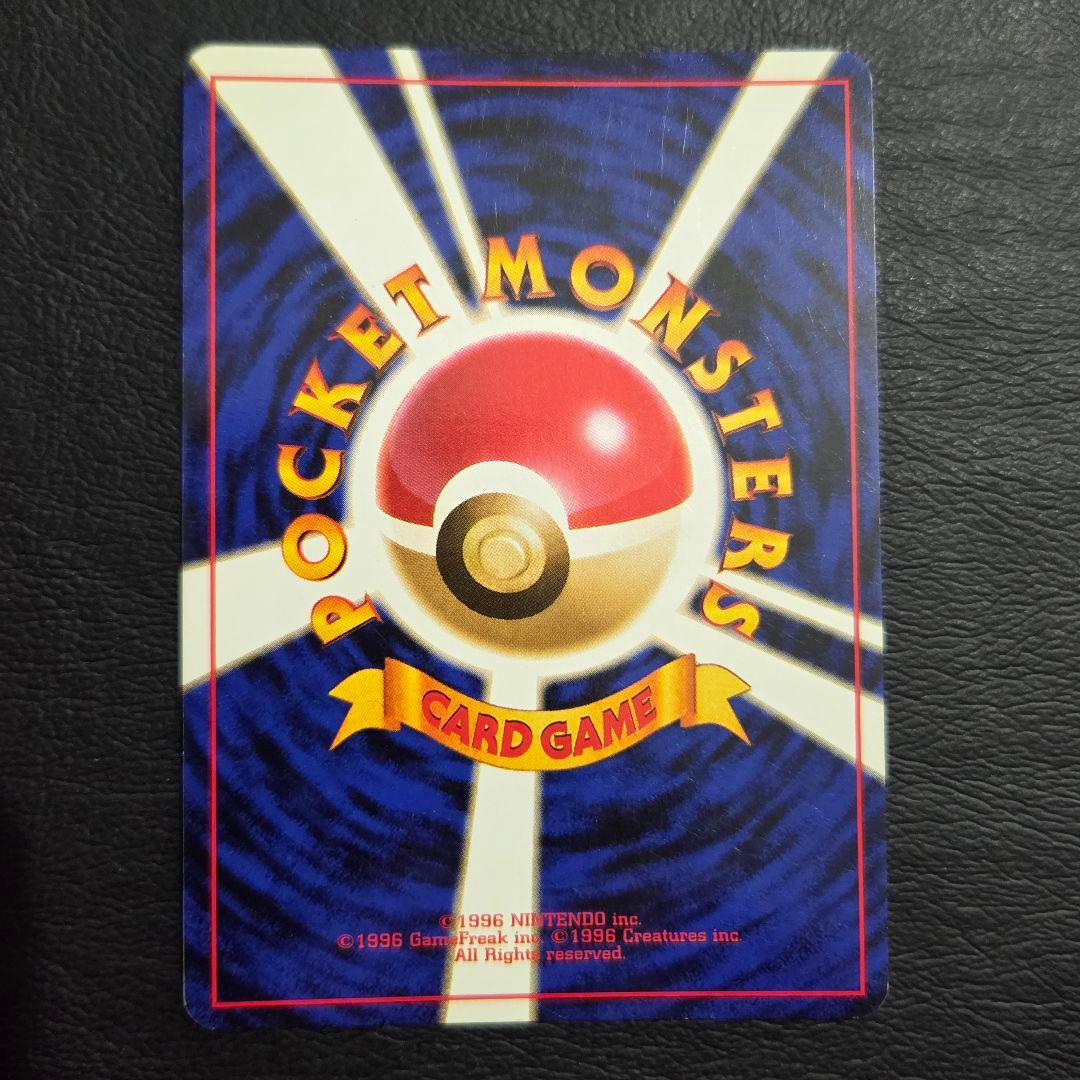 POCKET MONSTERS
CARD GAME
©1996 NINTENDO inc.
©1996 GameFreak inc. ©1996 Creatures inc.
All Rights reserved.